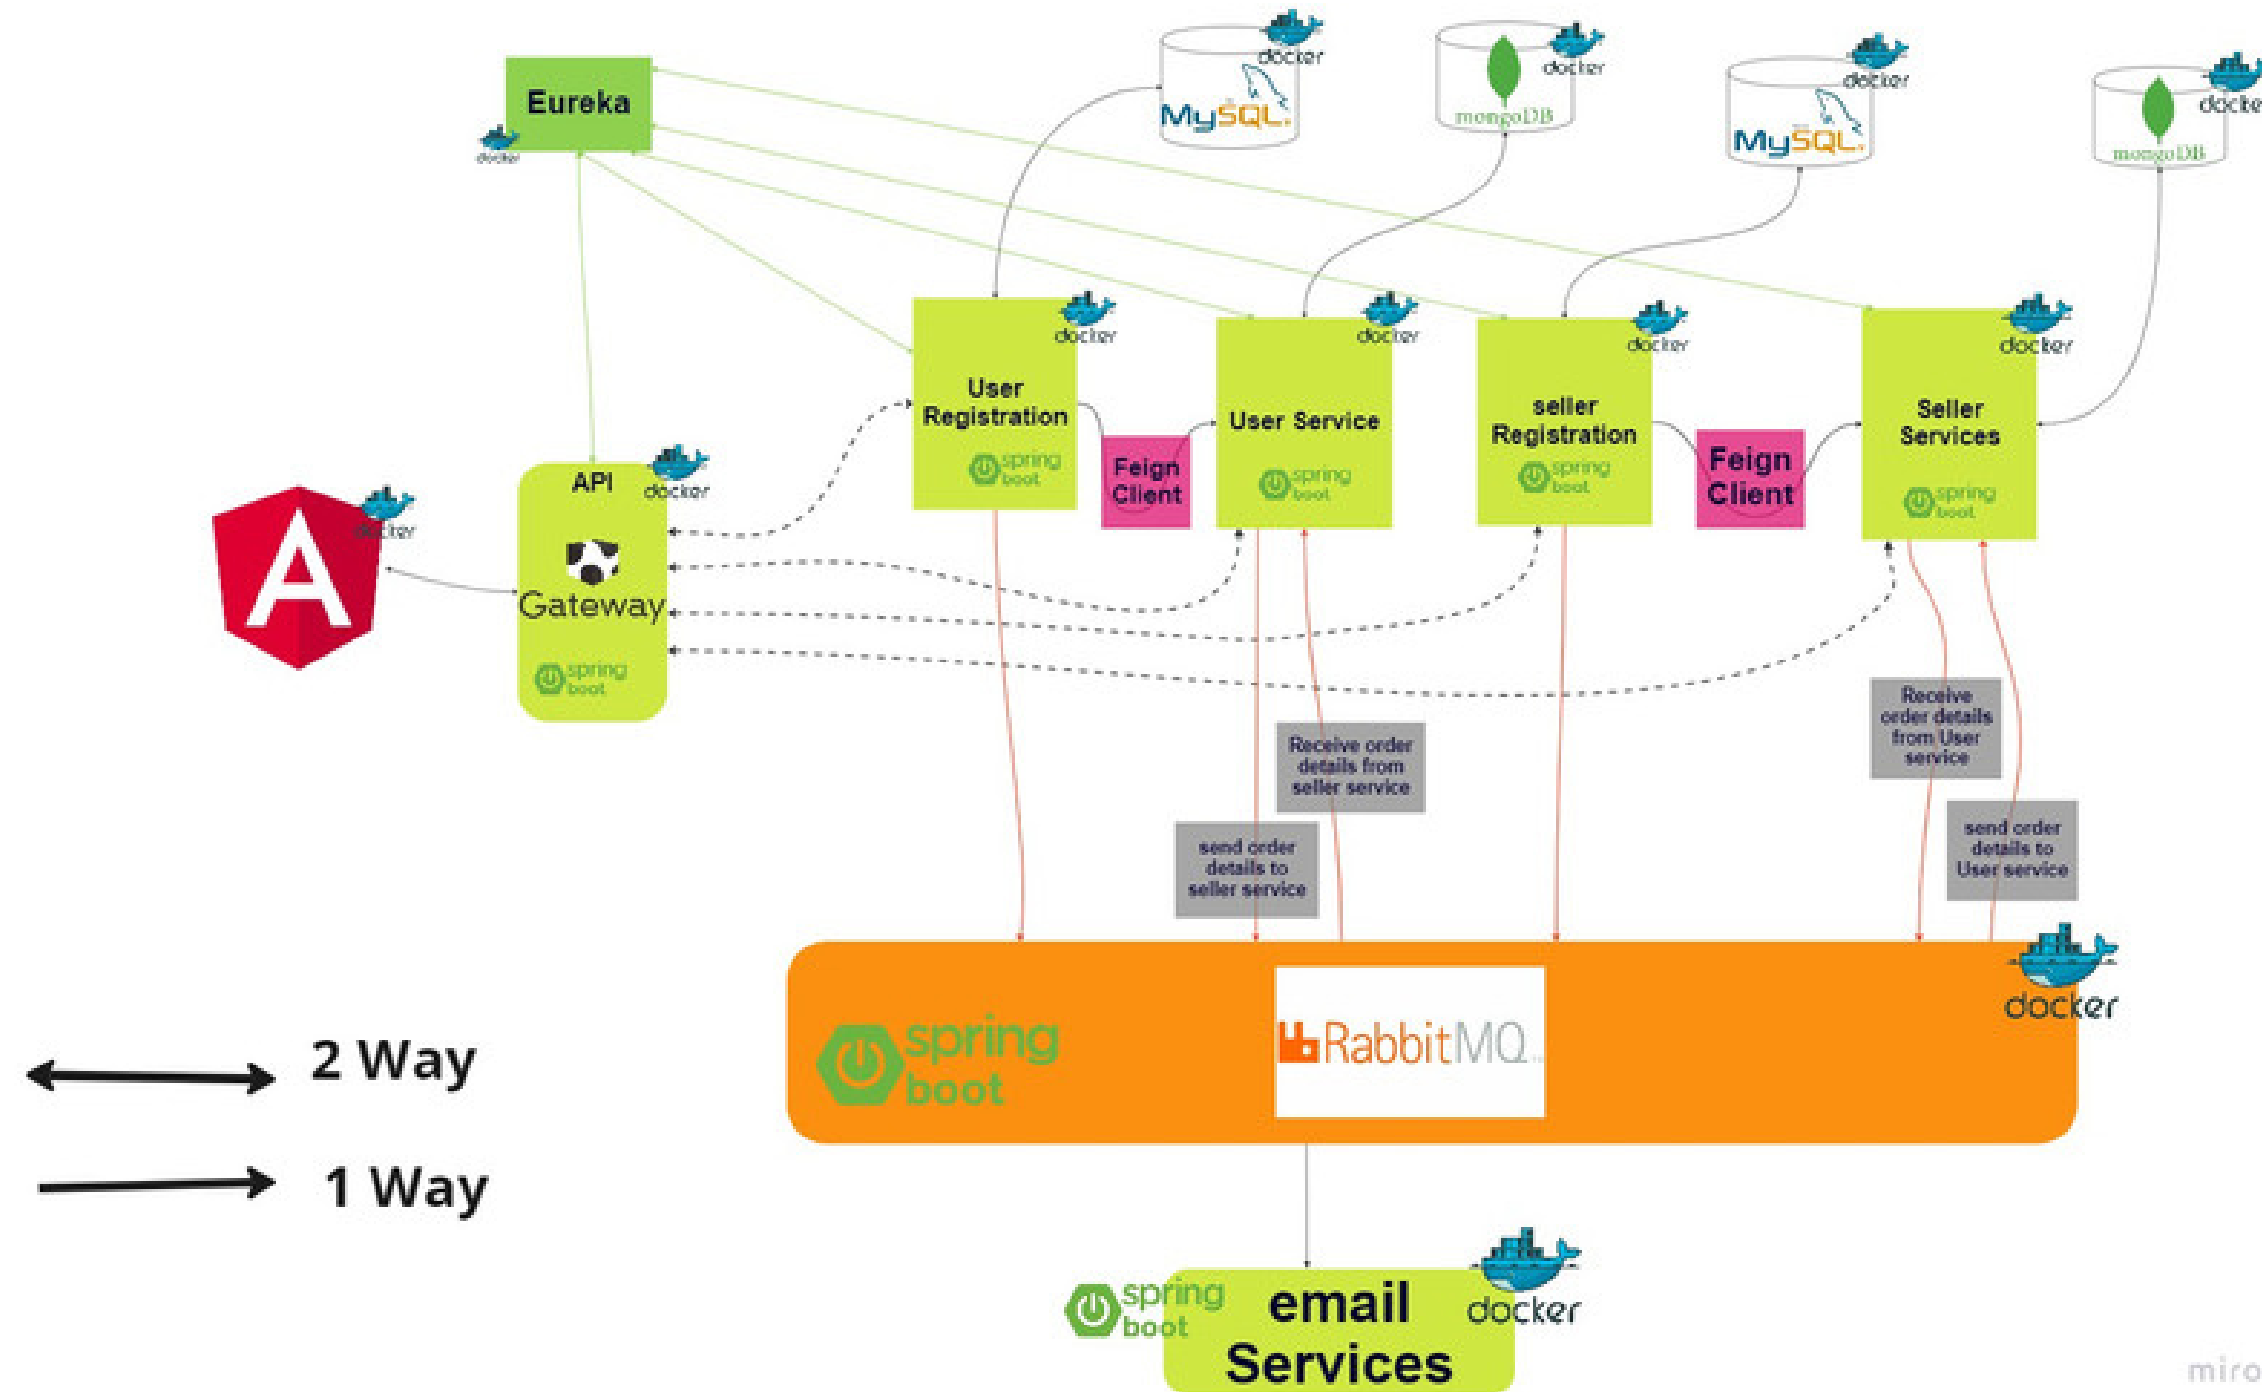 docker
MySQL
docker
mongoDB
docker
MySQL
docke
mongoDB
Eureka
docker
docker
User
Registration
spring
boot
docker
User Service
spring
boot
docker
seller
Registration
spring
boot
docker
Seller
Services
spring
boot
Feign
Client
Feign
Client
docker
API
docker
Gateway
spring
boot
Receive order
details from
seller service
send order
details to
seller service
Receive
order details
from User
service
send order
details to
User service
docker
spring
boot
RabbitMQ
2 Way
1 Way
spring
boot
email
Services
docker
miro